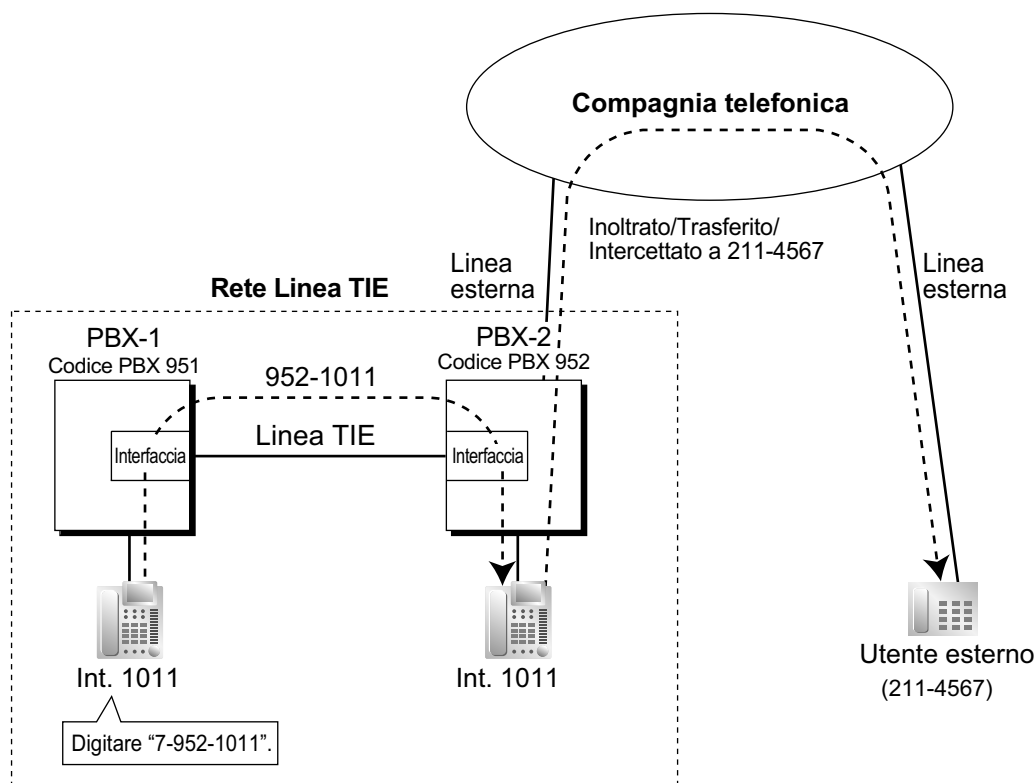 Compagnia telefonica
Inoltrato/Trasferito/
Intercettato a 211-4567
Linea
esterna
Linea
esterna
Rete Linea TIE
PBX-1
Codice PBX 951
PBX-2
Codice PBX 952
952-1011
Interfaccia
Linea TIE
Interfaccia
Int. 1011
Int. 1011
Utente esterno
(211-4567)
Digitare “7-952-1011”.